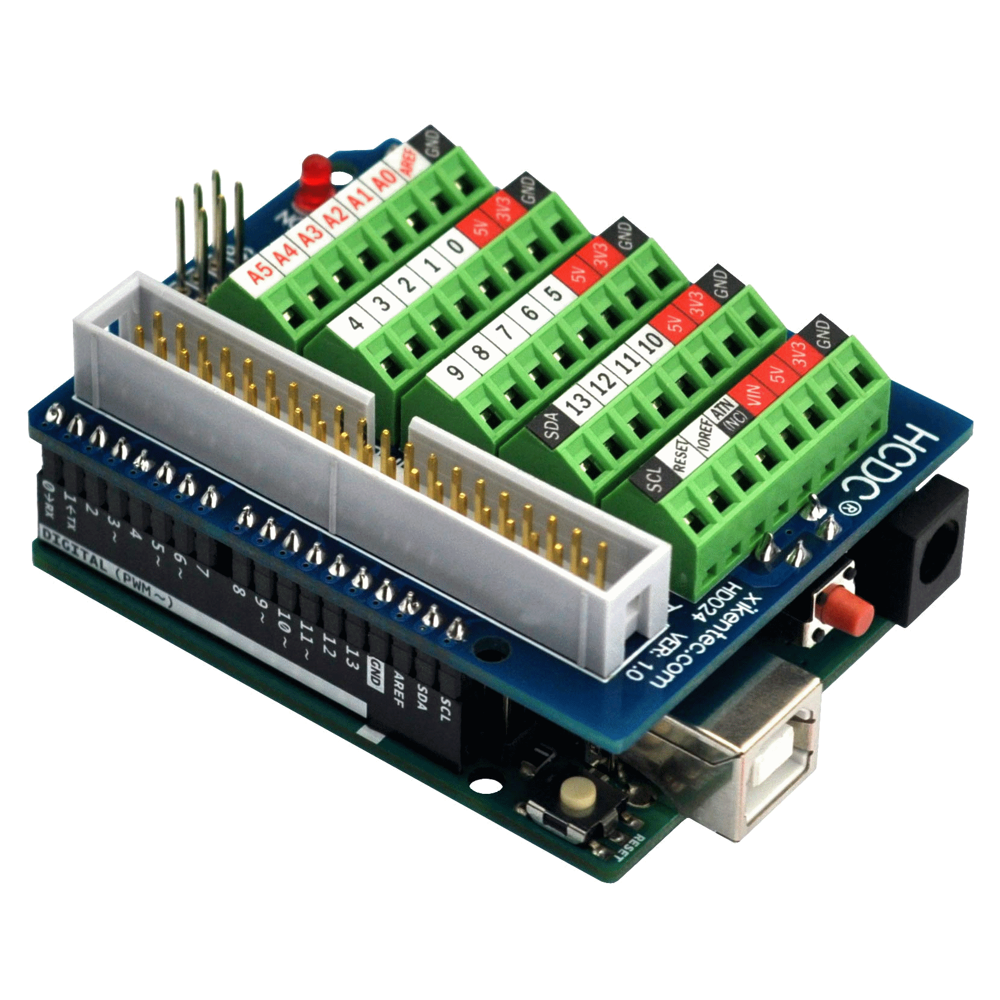 A5 A4 A3 A2 A1 A0 AREF GND
4 3 2 1 0 5V 3V3 GND
9 8 7 6 5 5V 3V3 GND
SDA 13 12 11 10 5V 3V3 GND
SCL RESET IOREF ATN (NC) VIN 5V 3V3 GND
ON
HCDC®
xikentec.com
HD024
VER: 1.0
0→RX 1←TX 2 3~ 4 5~ 6~ 7 8 9~ 10~ 11~ 12 13 GND AREF SDA SCL
DIGITAL (PWM~)
RESET